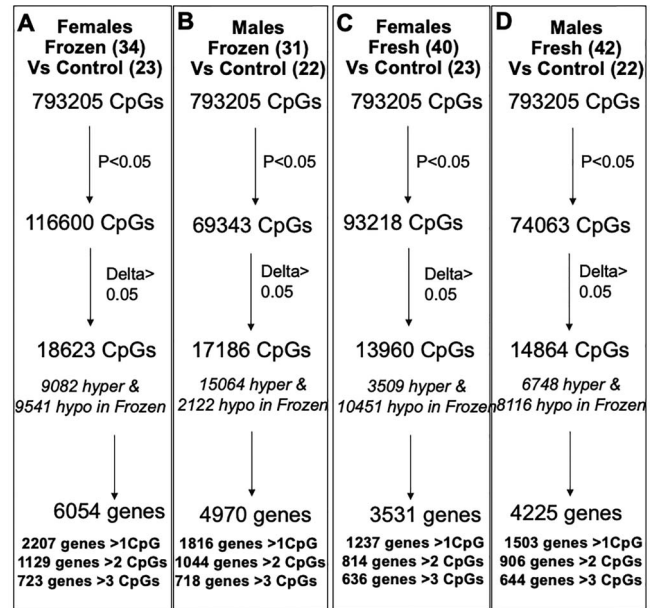 A
Females
Frozen (34)
Vs Control (23)
793205 CpGs
P<0.05
116600 CpGs
Delta>
0.05
18623 CpGs
9082 hyper &
9541 hypo in Frozen
6054 genes
2207 genes >1CpG
1129 genes >2 CpGs
723 genes >3 CpGs
B
Males
Frozen (31)
Vs Control (22)
793205 CpGs
P<0.05
69343 CpGs
Delta>
0.05
17186 CpGs
15064 hyper &
2122 hypo in Frozen
4970 genes
1816 genes >1CpG
1044 genes >2 CpGs
718 genes >3 CpGs
C
Females
Fresh (40)
Vs Control (23)
793205 CpGs
P<0.05
93218 CpGs
Delta>
0.05
13960 CpGs
3509 hyper &
10451 hypo in Frozen
3531 genes
1237 genes >1CpG
814 genes >2 CpGs
636 genes >3 CpGs
D
Males
Fresh (42)
Vs Control (22)
793205 CpGs
P<0.05
74063 CpGs
Delta>
0.05
14864 CpGs
6748 hyper &
8116 hypo in Frozen
4225 genes
1503 genes >1CpG
906 genes >2 CpGs
644 genes >3 CpGs